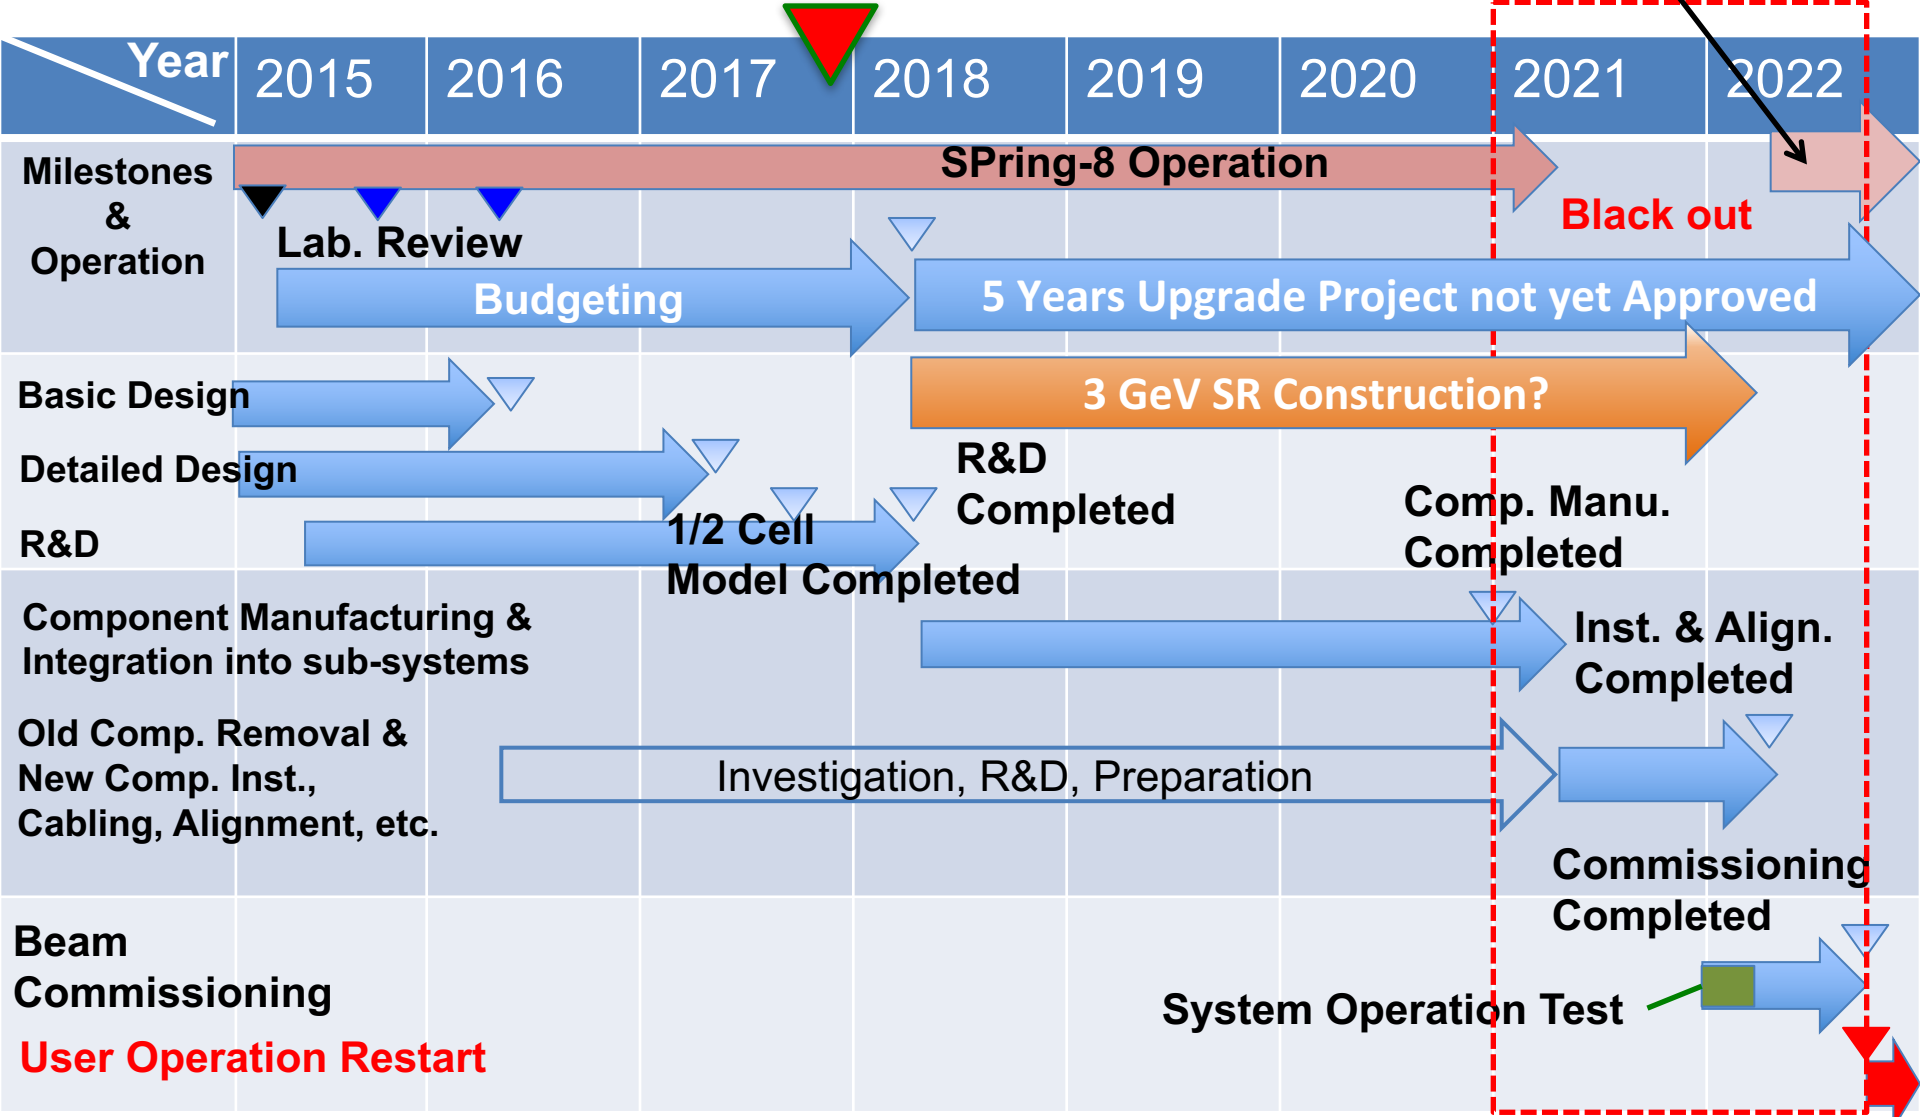 Year 2015 2016 2017 2018 2019 2020 2021 2022
Milestones
&
Operation
SPring-8 Operation
Black out
Lab. Review
Budgeting
5 Years Upgrade Project not yet Approved
Basic Design
3 GeV SR Construction?
Detailed Design
R&D
Completed
R&D
1/2 Cell
Model Completed
Comp. Manu.
Completed
Component Manufacturing &
Integration into sub-systems
Inst. & Align.
Completed
Old Comp. Removal &
New Comp. Inst.,
Cabling, Alignment, etc.
Investigation, R&D, Preparation
Commissioning
Completed
Beam
Commissioning
System Operation Test
User Operation Restart